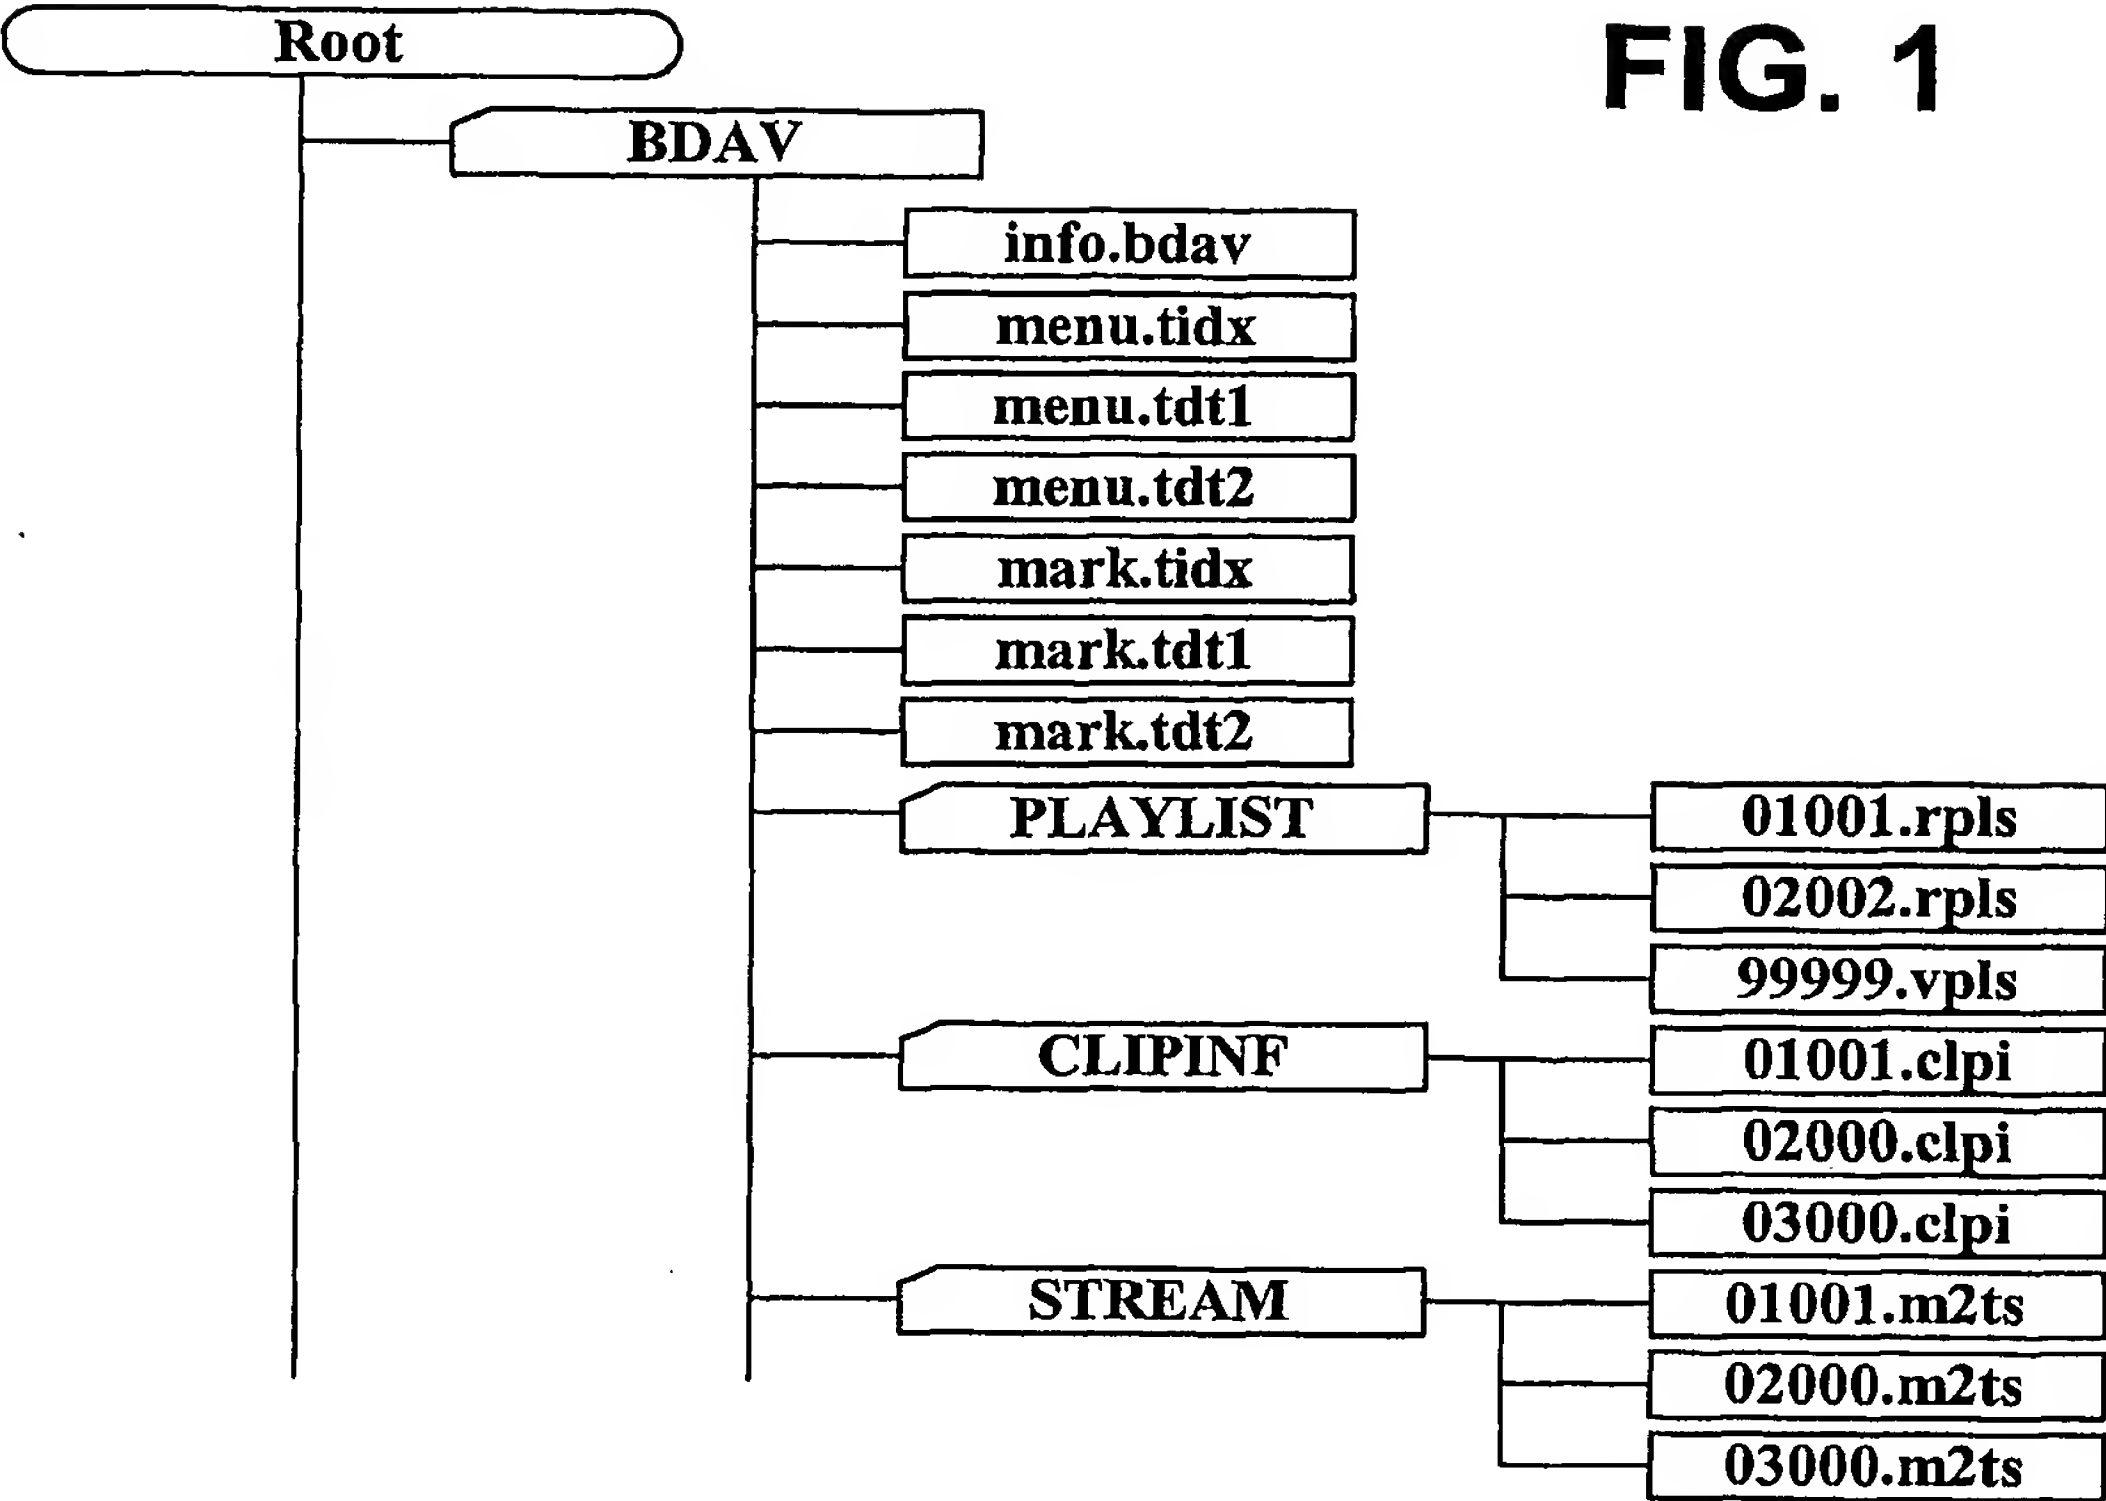 Root
FIG. 1
BDAV
info.bdav
menu.tidx
menu.tdt1
menu.tdt2
mark.tidx
mark.tdt1
mark.tdt2
PLAYLIST
01001.rpls
02002.rpls
99999.vpls
CLIPINF
01001.clpi
02000.clpi
03000.clpi
STREAM
01001.m2ts
02000.m2ts
03000.m2ts